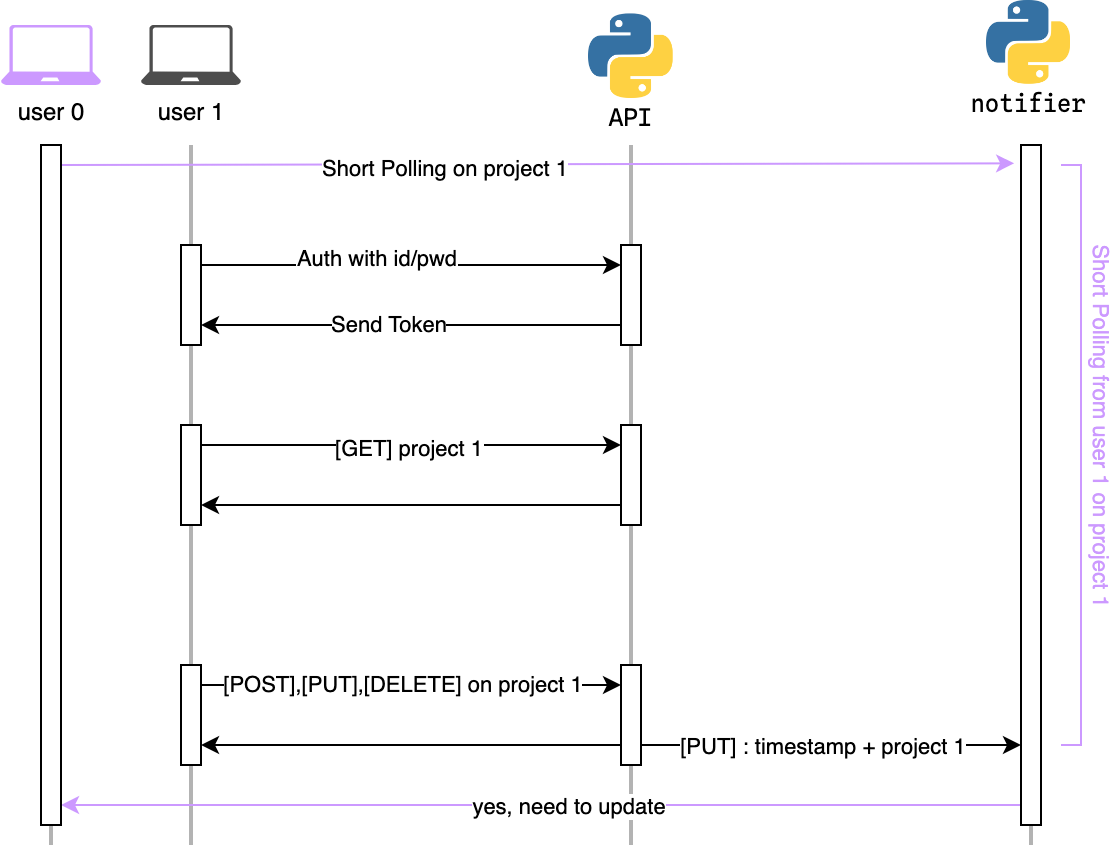 user 0
user 1
API
notifier
Short Polling on project 1
Auth with id/pwd
Send Token
[GET] project 1
Short Polling from user 1 on project 1
[POST],[PUT],[DELETE] on project 1
[PUT] : timestamp + project 1
yes, need to update